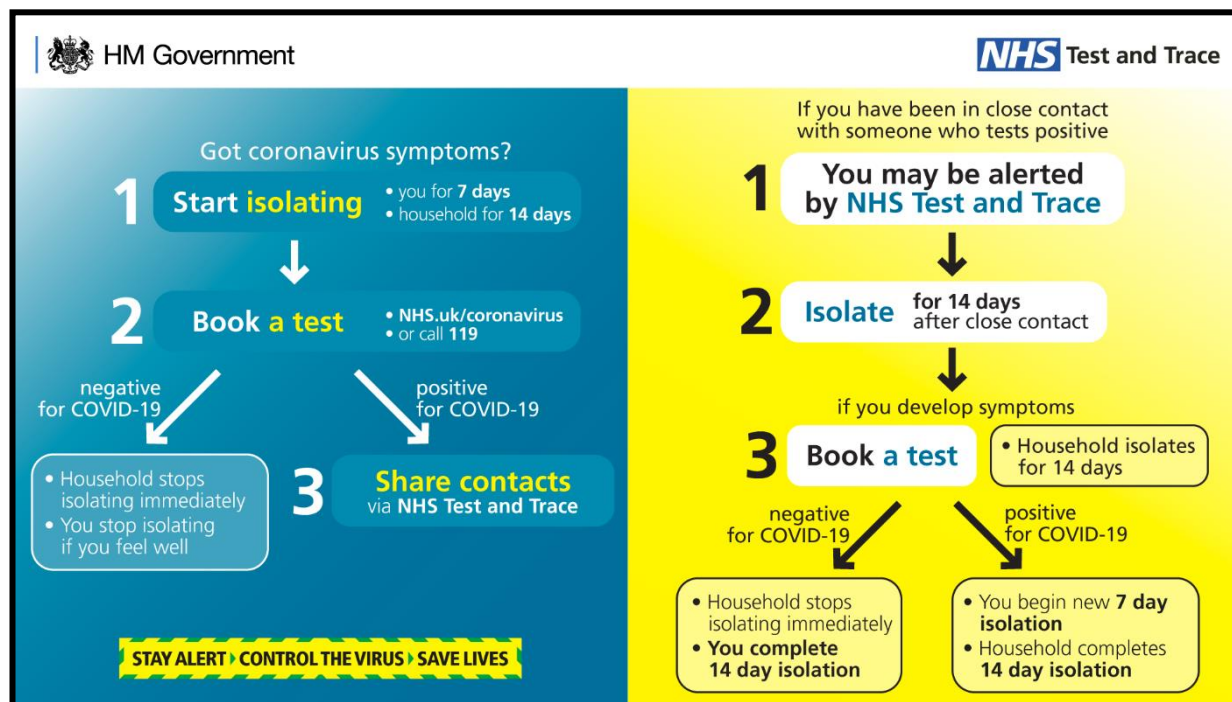 HM Government
NHS Test and Trace
Got coronavirus symptoms?
1 Start isolating
• you for 7 days
• household for 14 days
2 Book a test
• NHS.uk/coronavirus
• or call 119
negative
for COVID-19
positive
for COVID-19
• Household stops
isolating immediately
• You stop isolating
if you feel well
3 Share contacts
via NHS Test and Trace
STAY ALERT CONTROL THE VIRUS SAVE LIVES
If you have been in close contact
with someone who tests positive
1 You may be alerted
by NHS Test and Trace
2 Isolate
for 14 days
after close contact
if you develop symptoms
3 Book a test
• Household isolates
for 14 days
negative
for COVID-19
positive
for COVID-19
• Household stops
isolating immediately
• You complete
14 day isolation
• You begin new 7 day
isolation
• Household completes
14 day isolation